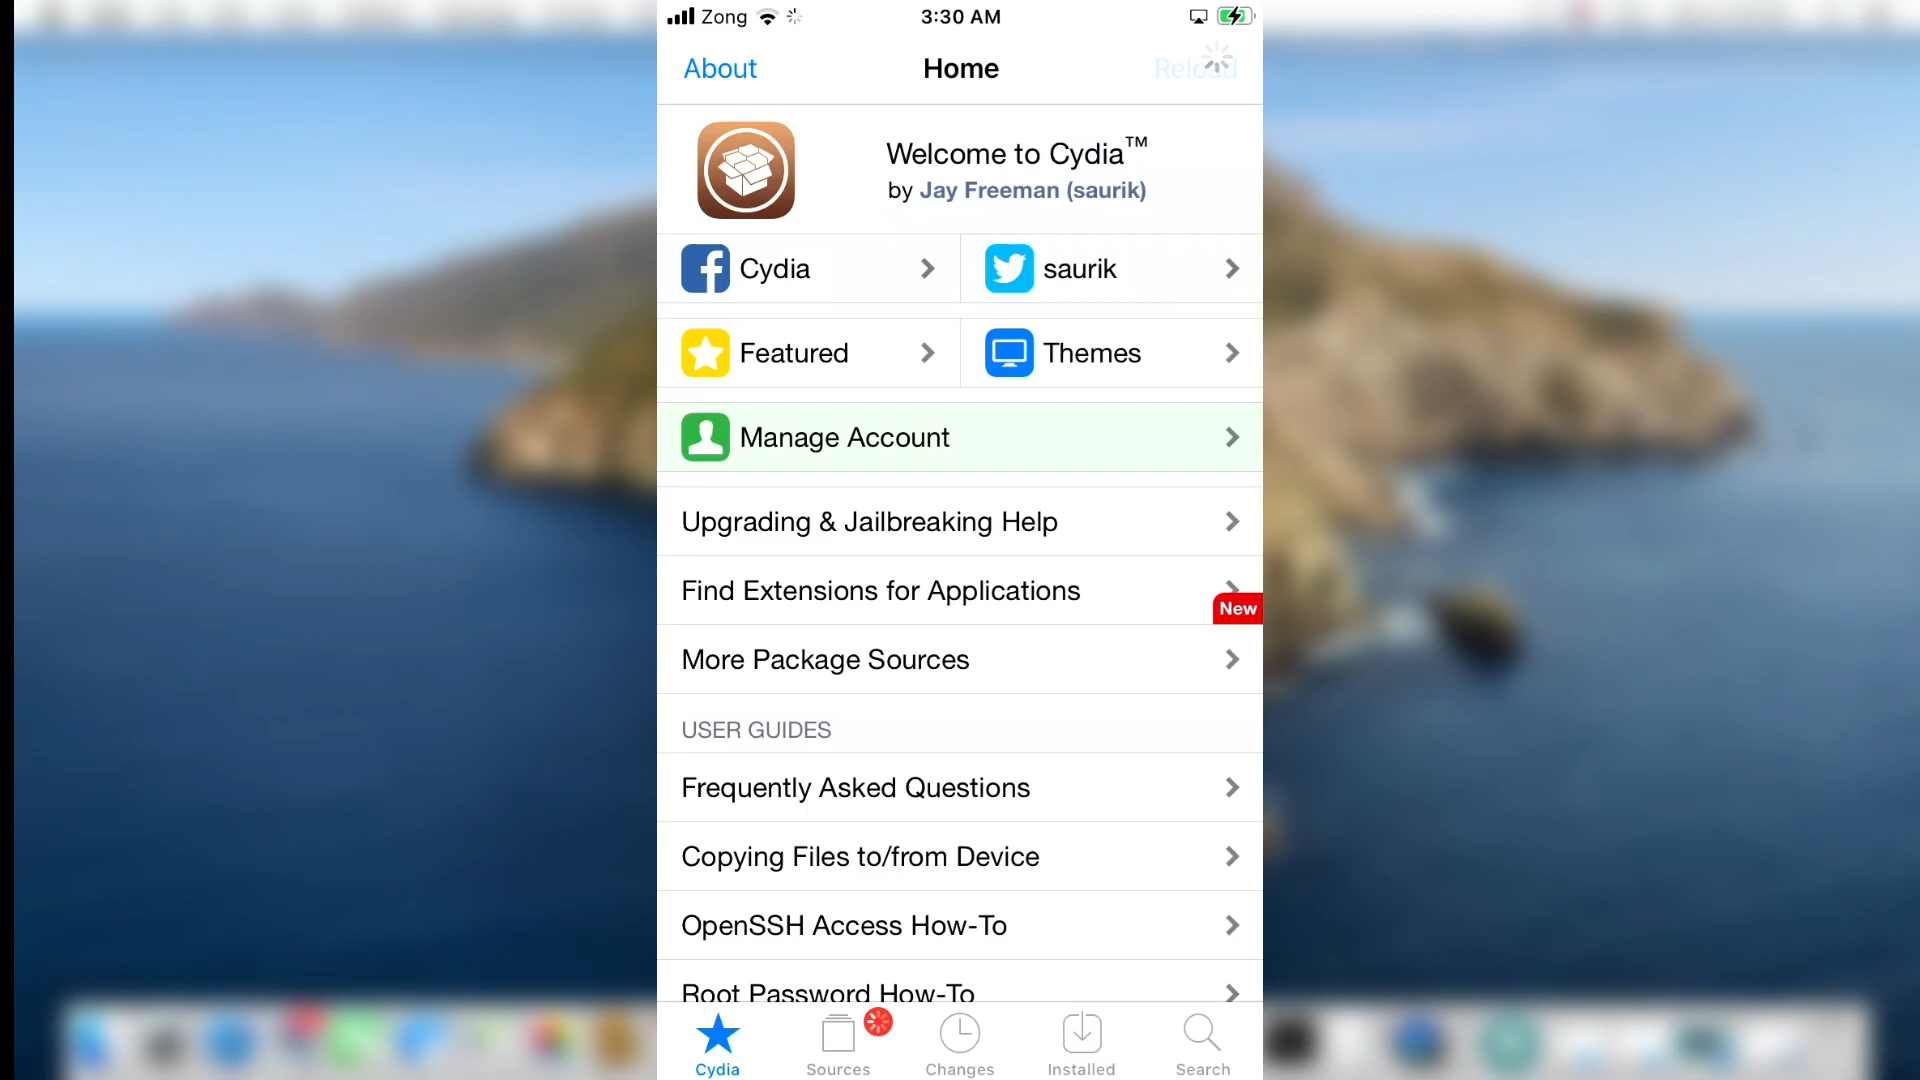 Zong
3:30 AM
About
Home
Reload
Welcome to Cydia™
by Jay Freeman (saurik)
Cydia
saurik
Featured
Themes
Manage Account
Upgrading & Jailbreaking Help
Find Extensions for Applications
New
More Package Sources
USER GUIDES
Frequently Asked Questions
Copying Files to/from Device
OpenSSH Access How-To
Root Password How-To
Cydia
Sources
Changes
Installed
Search